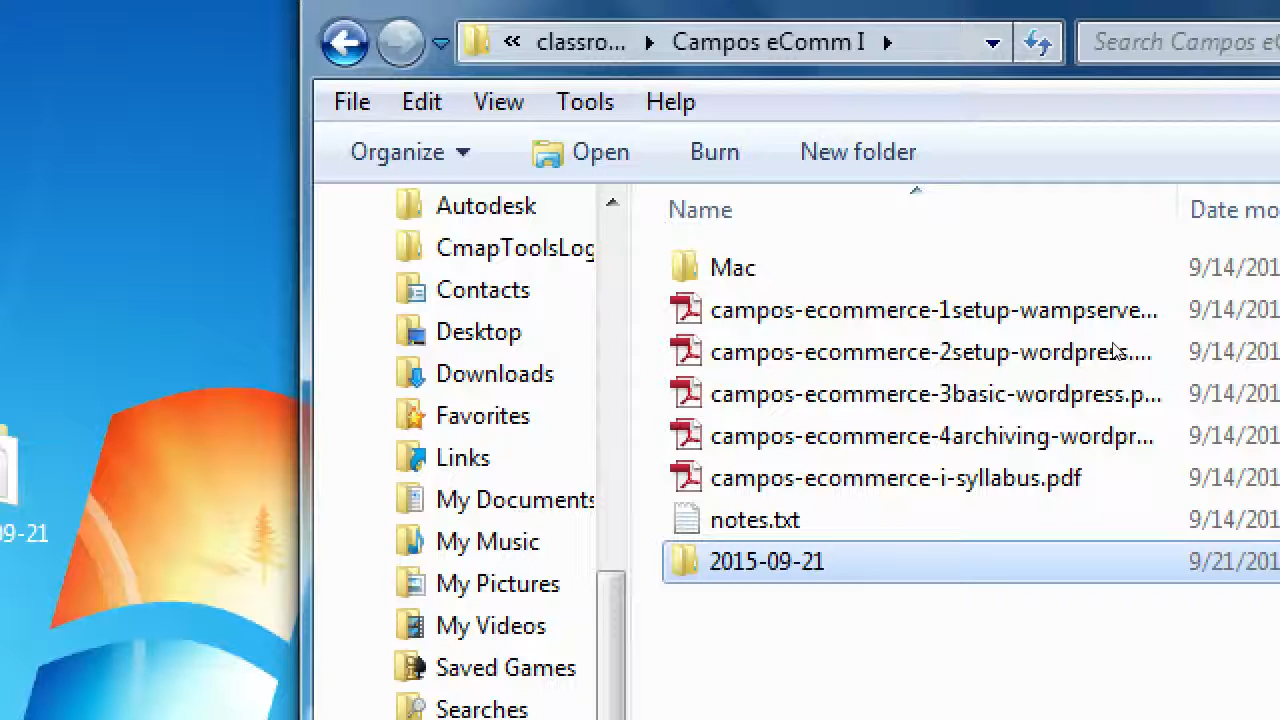 « classro... ▸ Campos eComm I ▸
Search Campos eC
File Edit View Tools Help
Organize Open Burn New folder
Autodesk
CmapToolsLog
Contacts
Desktop
Downloads
Favorites
Links
My Documents
My Music
My Pictures
My Videos
Saved Games
Searches
Name Date mo
Mac 9/14/201
campos-ecommerce-1setup-wampserve... 9/14/201
campos-ecommerce-2setup-wordpress.... 9/14/201
campos-ecommerce-3basic-wordpress.p... 9/14/201
campos-ecommerce-4archiving-wordpr... 9/14/201
campos-ecommerce-i-syllabus.pdf 9/14/201
notes.txt 9/14/201
2015-09-21 9/21/201
09-21